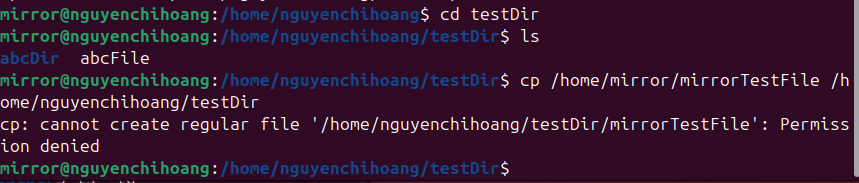 mirror@nguyenchihoang:/home/nguyenchihoang$ cd testDir
mirror@nguyenchihoang:/home/nguyenchihoang/testDir$ ls
abcDir  abcFile
mirror@nguyenchihoang:/home/nguyenchihoang/testDir$ cp /home/mirror/mirrorTestFile /h
ome/nguyenchihoang/testDir
cp: cannot create regular file '/home/nguyenchihoang/testDir/mirrorTestFile': Permiss
ion denied
mirror@nguyenchihoang:/home/nguyenchihoang/testDir$